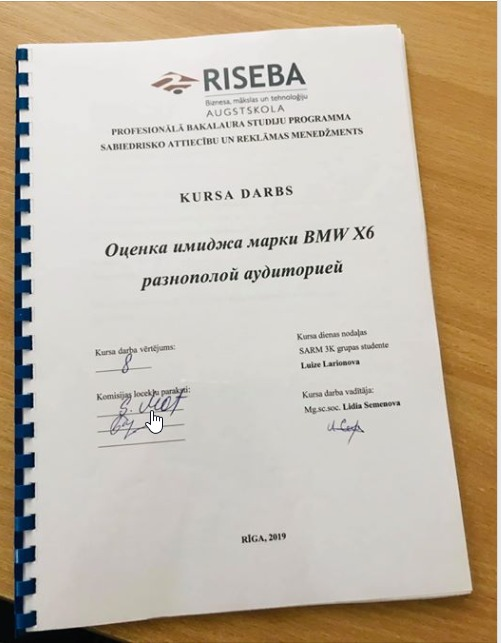 RISEBA
Biznesa, mākslas un tehnoloģiju
AUGSTSKOLA
PROFESIONĀLĀ BAKALAURA STUDIJU PROGRAMMA
SABIEDRISKO ATTIECĪBU UN REKLĀMAS MENEDŽMENTS
KURSA DARBS
Оценка имиджа марки BMW X6
разнополой аудиторией
Kursa darba vērtējums:
8
Komisijas locekļu paraksti:
Kursa dienas nodaļas
SARM 3K grupas studente
Luize Larionova
Kursa darba vadītāja:
Mg.sc.soc. Lidia Semenova
RĪGA, 2019